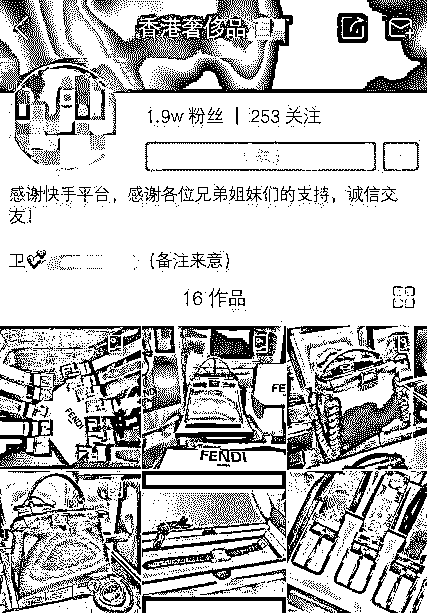 香港奢侈品
1.9w 粉丝 | 253 关注
感谢快手平台，感谢各位兄弟姐妹们的支持，诚信交
友！
卫 (备注来意)
16 作品
FENDI
FE
FENDI